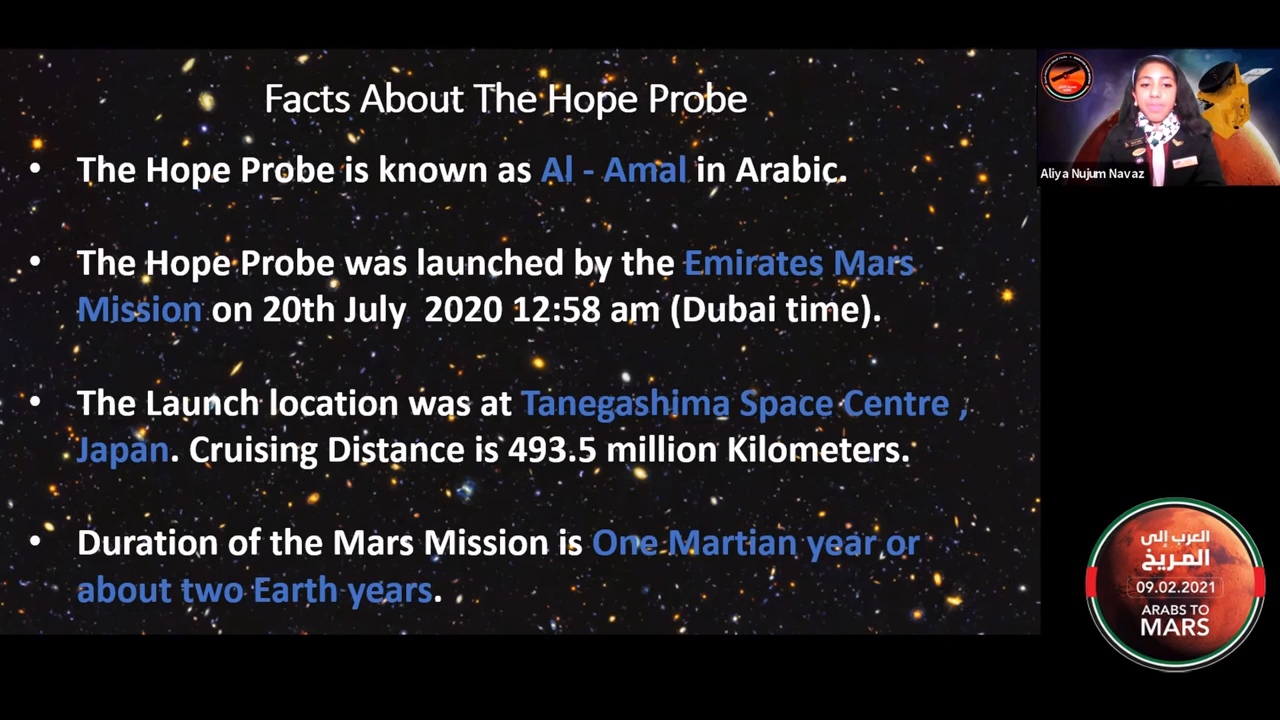 Facts About The Hope Probe
• The Hope Probe is known as Al - Amal in Arabic.
• The Hope Probe was launched by the Emirates Mars
Mission on 20th July 2020 12:58 am (Dubai time).
• The Launch location was at Tanegashima Space Centre ,
Japan. Cruising Distance is 493.5 million Kilometers.
• Duration of the Mars Mission is One Martian year or
about two Earth years.
Aliya Nujum Navaz
العرب إلى
المريخ
09.02.2021
ARABS TO
MARS